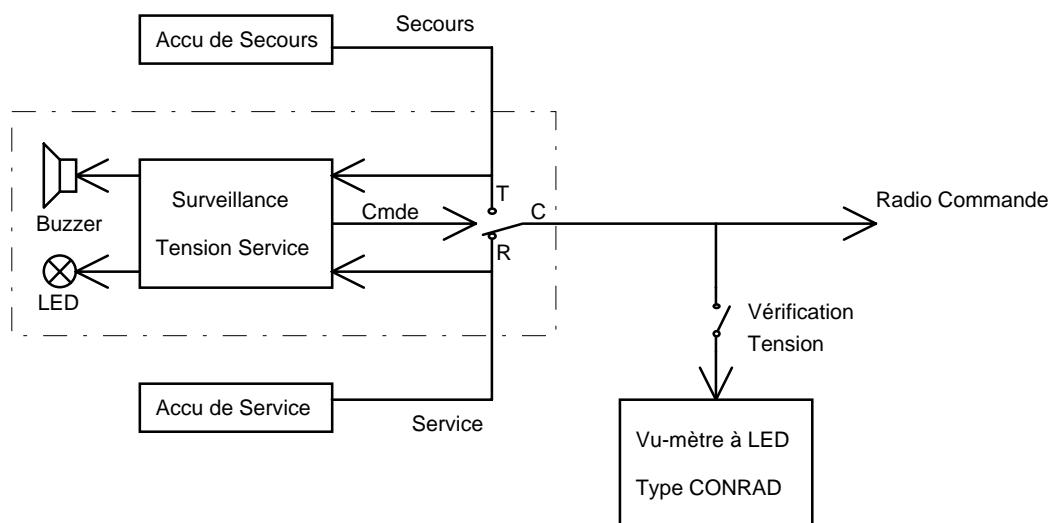 Accu de Secours
Secours
Surveillance
Tension Service
Buzzer
LED
Cmde
T
C
R
Radio Commande
Vérification
Tension
Accu de Service
Service
Vu-mètre à LED
Type CONRAD